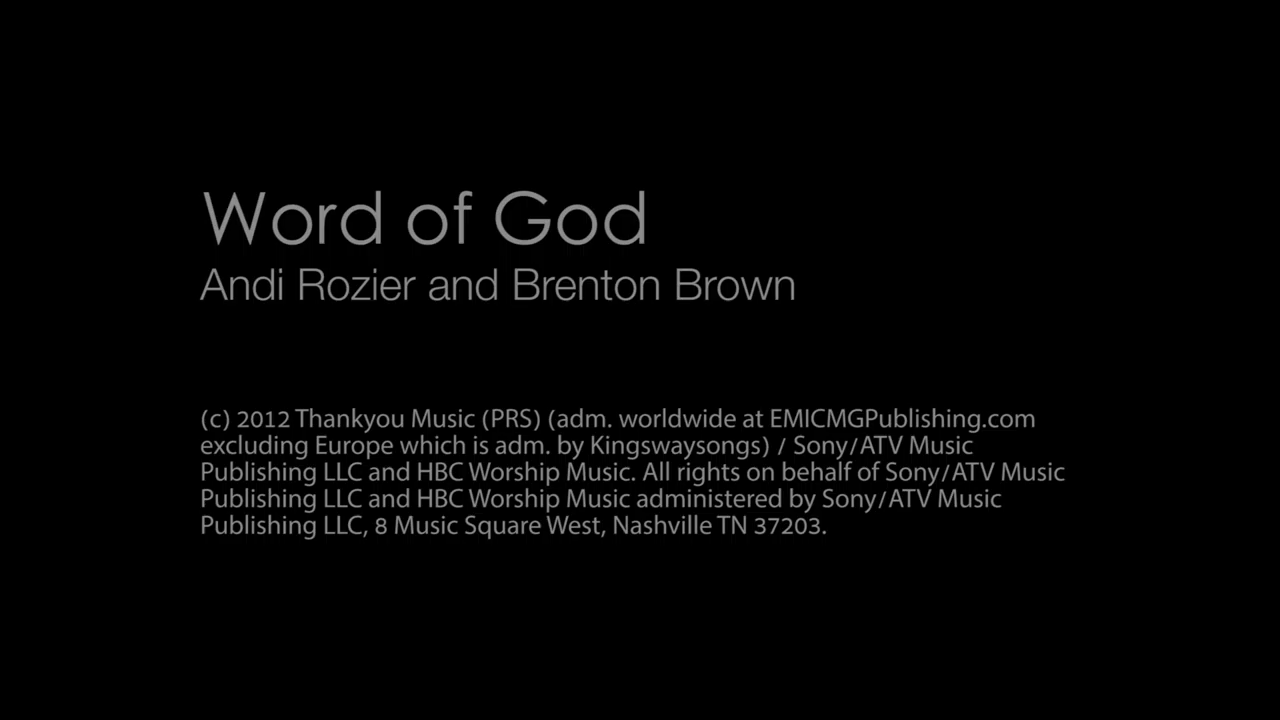 Word of God
Andi Rozier and Brenton Brown
(c) 2012 Thankyou Music (PRS) (adm. worldwide at EMICMGPublishing.com
excluding Europe which is adm. by Kingswaysongs) / Sony/ATV Music
Publishing LLC and HBC Worship Music. All rights on behalf of Sony/ATV Music
Publishing LLC and HBC Worship Music administered by Sony/ATV Music
Publishing LLC, 8 Music Square West, Nashville TN 37203.